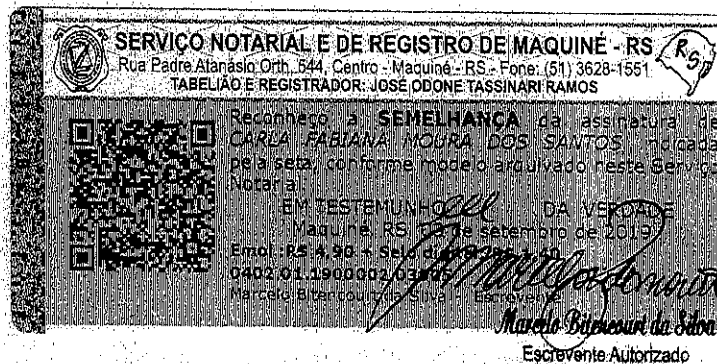 SERVIÇO NOTARIAL E DE REGISTRO DE MAQUINÉ - RS
RS
Rua Padre Atanásio Orth, 544, Centro - Maquiné - RS - Fone: (51) 3628-1551
TABELIÃO E REGISTRADOR: JOSÉ ODONE TASSINARI RAMOS
Reconheço a SEMELHANÇA da assinatura de
CARLA FABIANA MOURA DOS SANTOS indicada
pela seta, conforme modelo arquivado neste Serviço
Notarial
EM TESTEMUNHO DA VERDADE
Maquiné, RS, de setembro de 2019
Emol: R$ 4,90 + Selo
0402.01.1900002
Marcelo Bitencourt Silva - Escrevente
Marcelo Bitencourt da Silva
Escrevente Autorizado